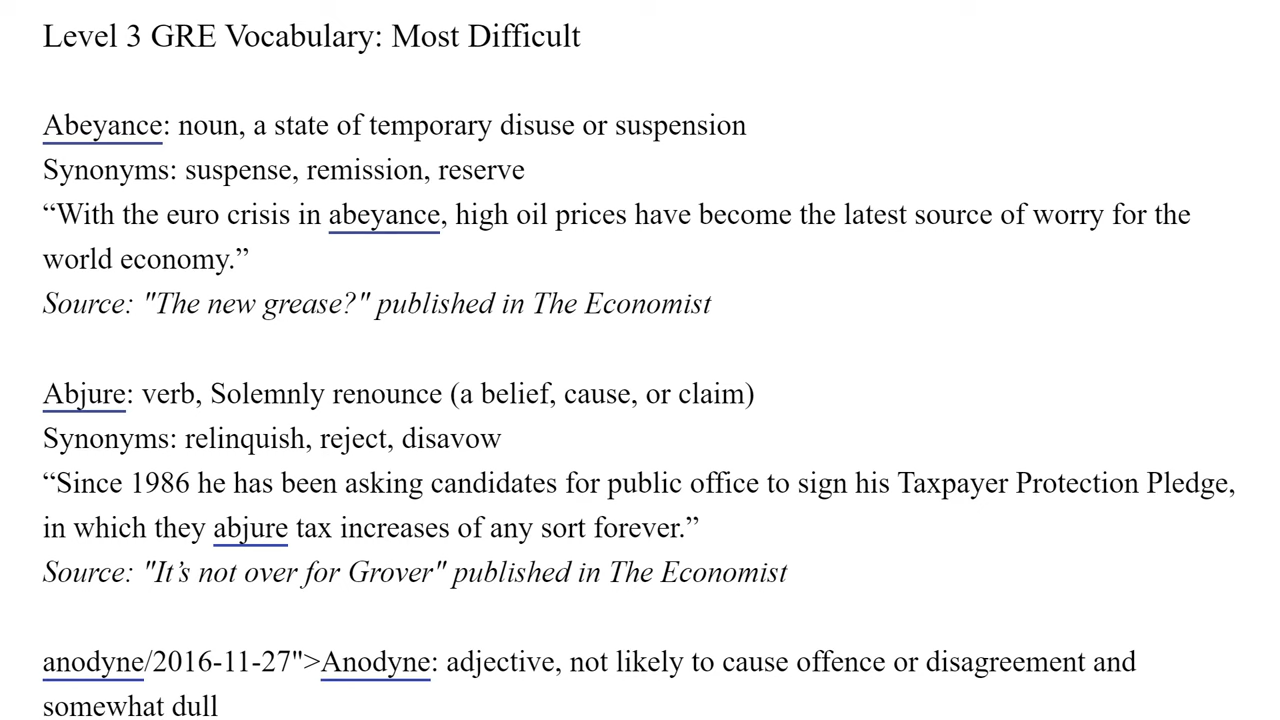 Level 3 GRE Vocabulary: Most Difficult
Abeyance: noun, a state of temporary disuse or suspension
Synonyms: suspense, remission, reserve
“With the euro crisis in abeyance, high oil prices have become the latest source of worry for the
world economy.”
Source: "The new grease?" published in The Economist
Abjure: verb, Solemnly renounce (a belief, cause, or claim)
Synonyms: relinquish, reject, disavow
“Since 1986 he has been asking candidates for public office to sign his Taxpayer Protection Pledge,
in which they abjure tax increases of any sort forever.”
Source: "It’s not over for Grover" published in The Economist
anodyne/2016-11-27">Anodyne: adjective, not likely to cause offence or disagreement and
somewhat dull